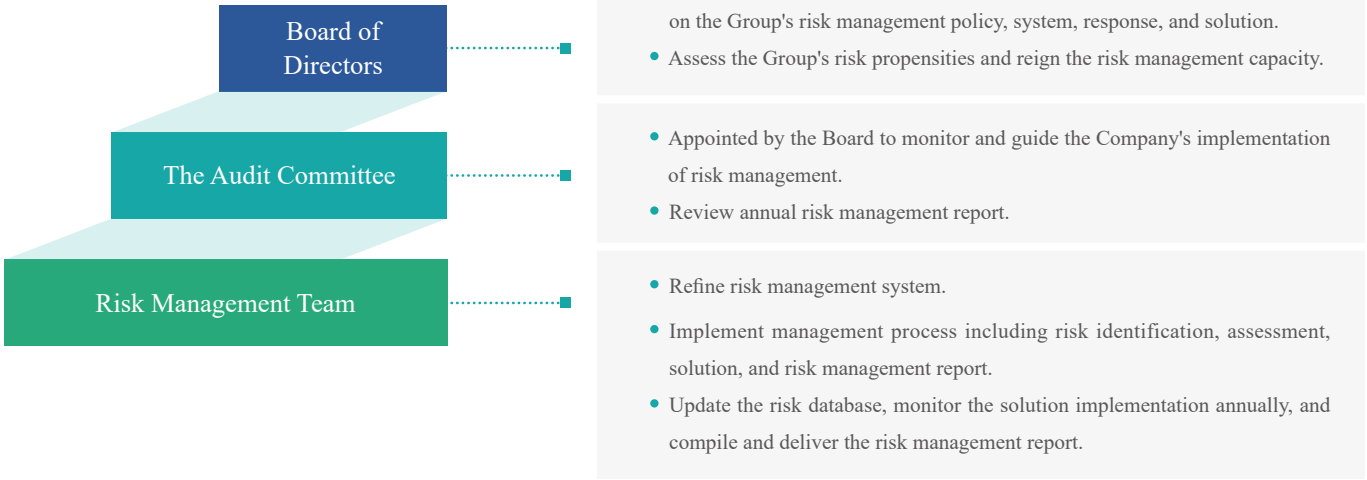 Board of
Directors
on the Group's risk management policy, system, response, and solution.
Assess the Group's risk propensities and reign the risk management capacity.
The Audit Committee
Appointed by the Board to monitor and guide the Company's implementation
of risk management.
Review annual risk management report.
Risk Management Team
Refine risk management system.
Implement management process including risk identification, assessment,
solution, and risk management report.
Update the risk database, monitor the solution implementation annually, and
compile and deliver the risk management report.